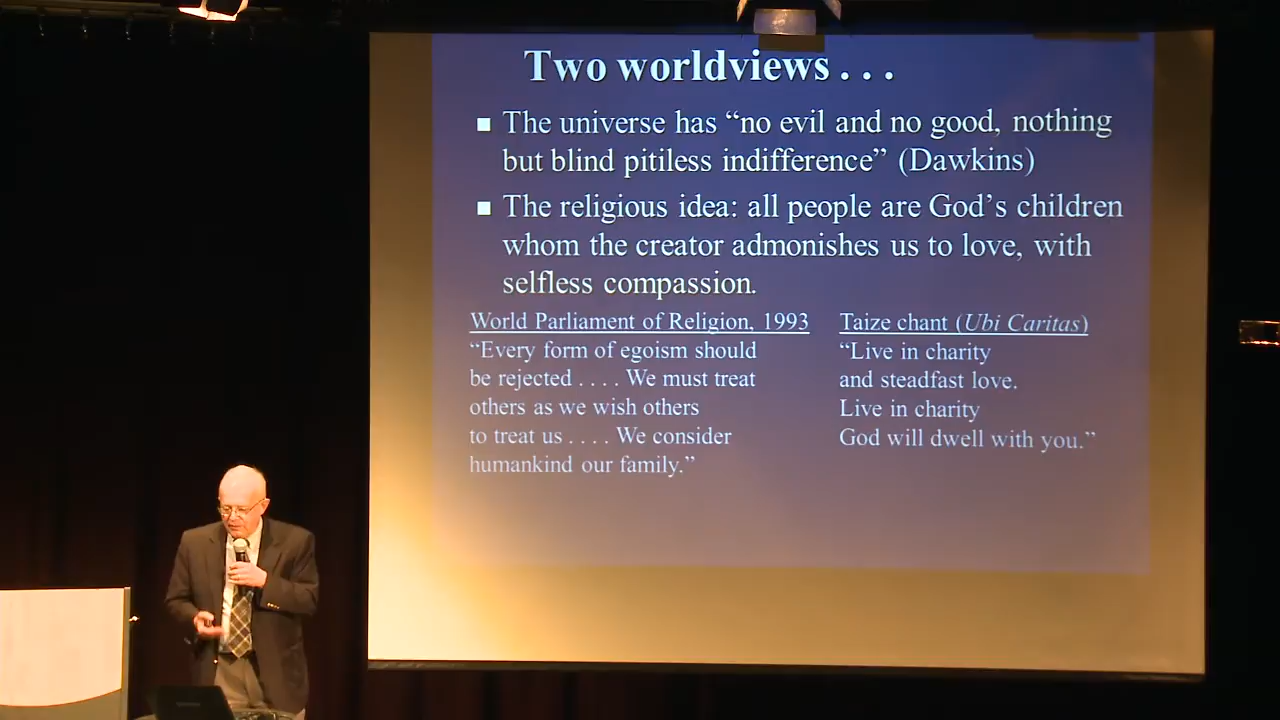 Two worldviews . . .
The universe has “no evil and no good, nothing
but blind pitiless indifference” (Dawkins)
The religious idea: all people are God’s children
whom the creator admonishes us to love, with
selfless compassion.
World Parliament of Religion, 1993
“Every form of egoism should
be rejected . . . . We must treat
others as we wish others
to treat us . . . . We consider
humankind our family.”
Taize chant (Ubi Caritas)
“Live in charity
and steadfast love.
Live in charity
God will dwell with you.”